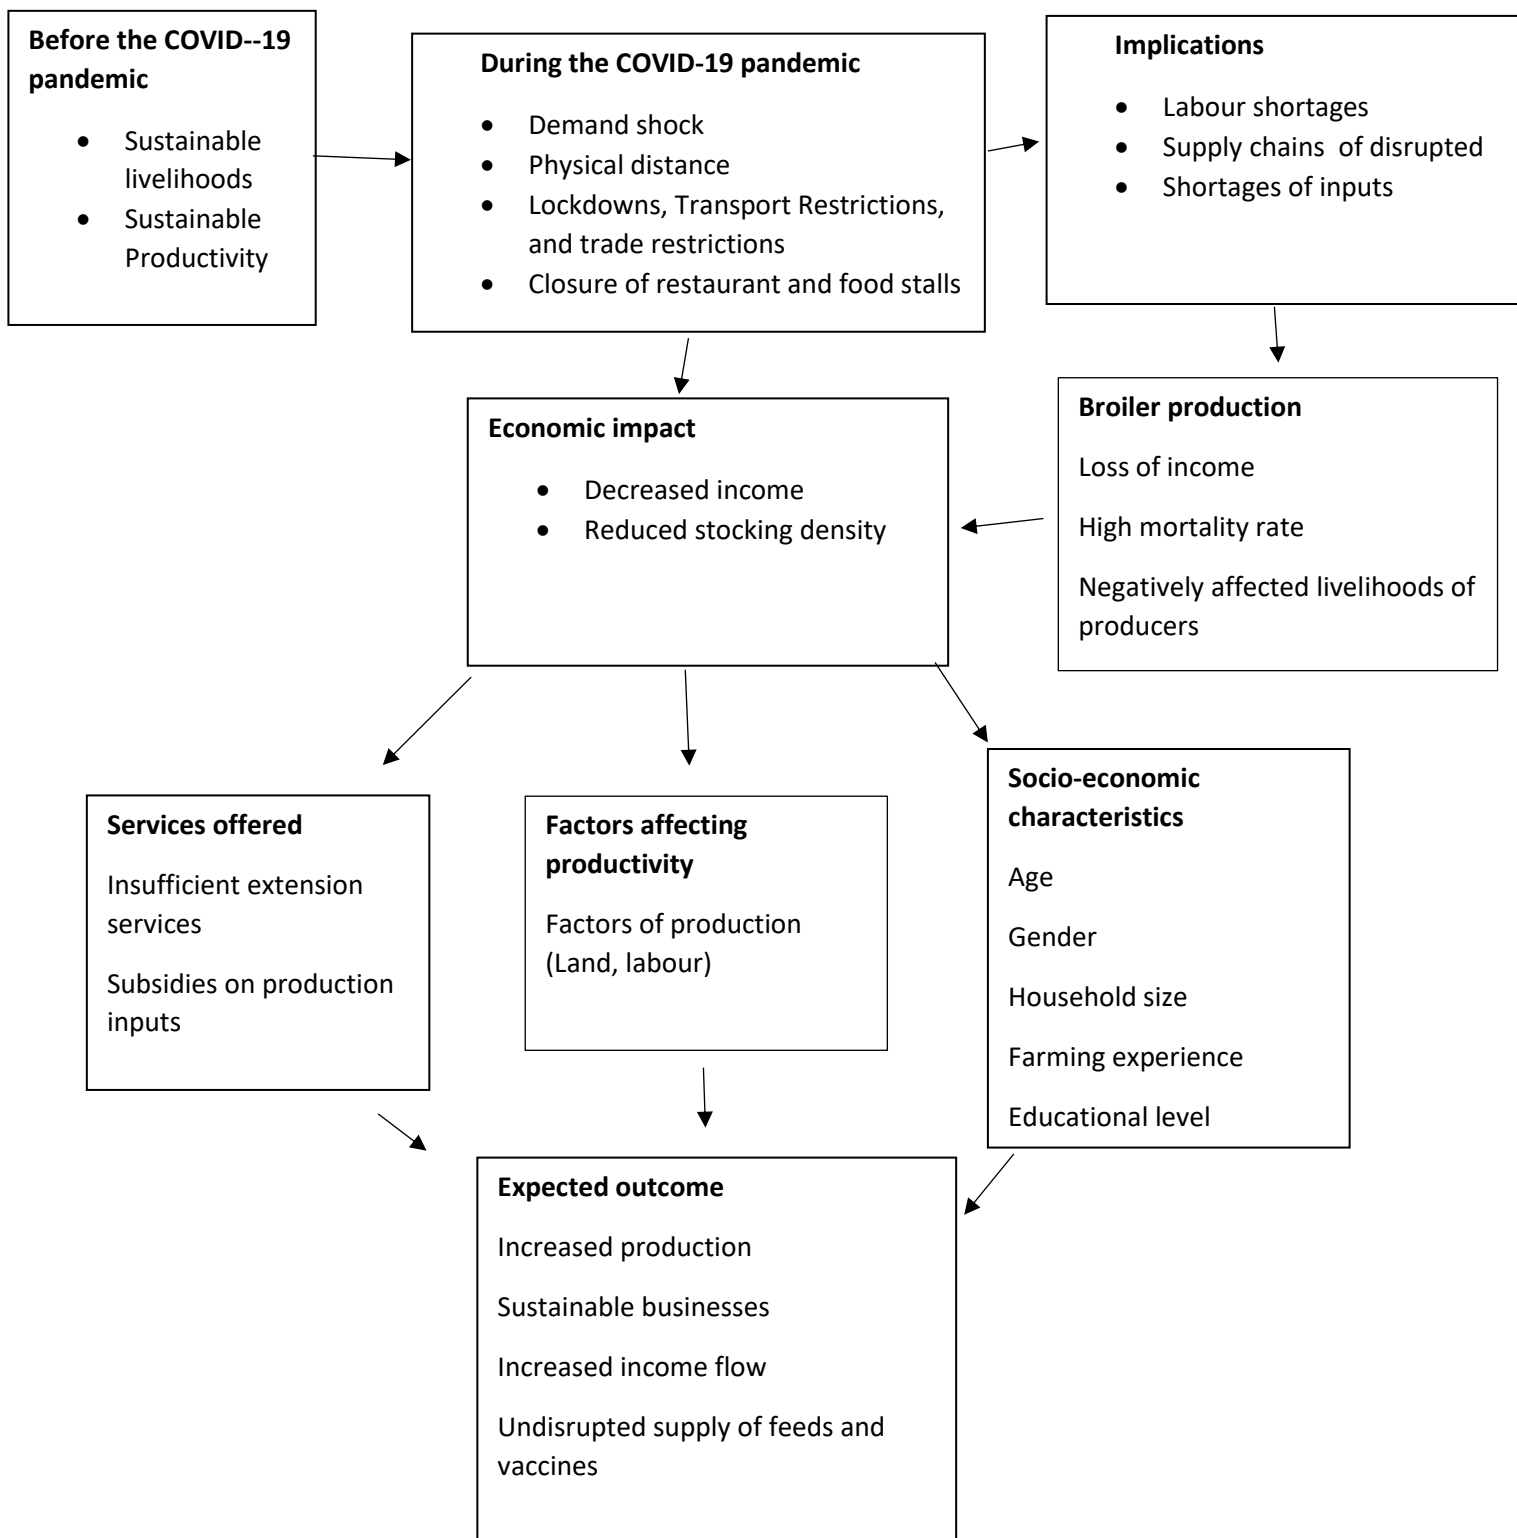 Before the COVID--19
pandemic
• Sustainable
livelihoods
• Sustainable
Productivity
During the COVID-19 pandemic
• Demand shock
• Physical distance
• Lockdowns, Transport Restrictions,
and trade restrictions
• Closure of restaurant and food stalls
Implications
• Labour shortages
• Supply chains  of disrupted
• Shortages of inputs
Broiler production
Loss of income
High mortality rate
Negatively affected livelihoods of
producers
Economic impact
• Decreased income
• Reduced stocking density
Services offered
Insufficient extension
services
Subsidies on production
inputs
Factors affecting
productivity
Factors of production
(Land, labour)
Socio-economic
characteristics
Age
Gender
Household size
Farming experience
Educational level
Expected outcome
Increased production
Sustainable businesses
Increased income flow
Undisrupted supply of feeds and
vaccines